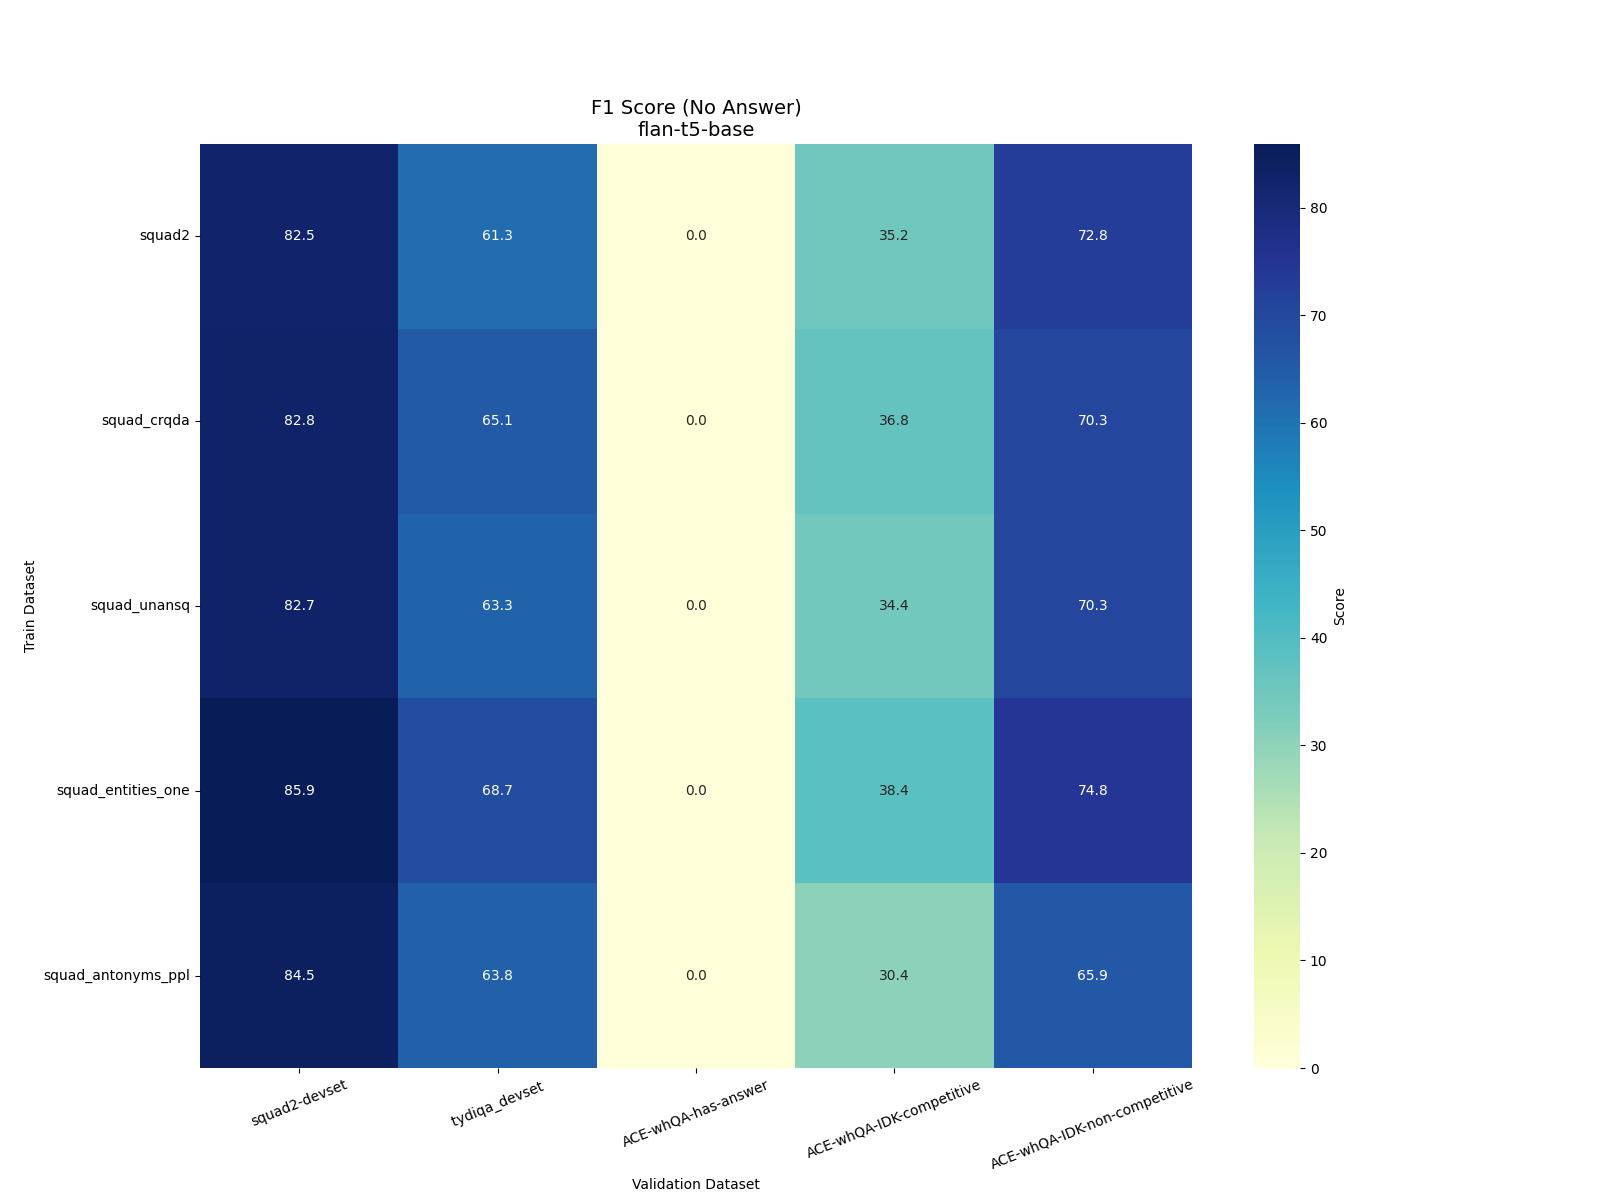 F1 Score (No Answer)
flan-t5-base
Train Dataset
squad2 82.5 61.3 0.0 35.2 72.8
squad_crqda 82.8 65.1 0.0 36.8 70.3
squad_unansq 82.7 63.3 0.0 34.4 70.3
squad_entities_one 85.9 68.7 0.0 38.4 74.8
squad_antonyms_ppl 84.5 63.8 0.0 30.4 65.9
squad2-devset
tydiqa_devset
ACE-whQA-has-answer
ACE-whQA-IDK-competitive
ACE-whQA-IDK-non-competitive
Validation Dataset
80
70
60
50
40
30
20
10
0
Score